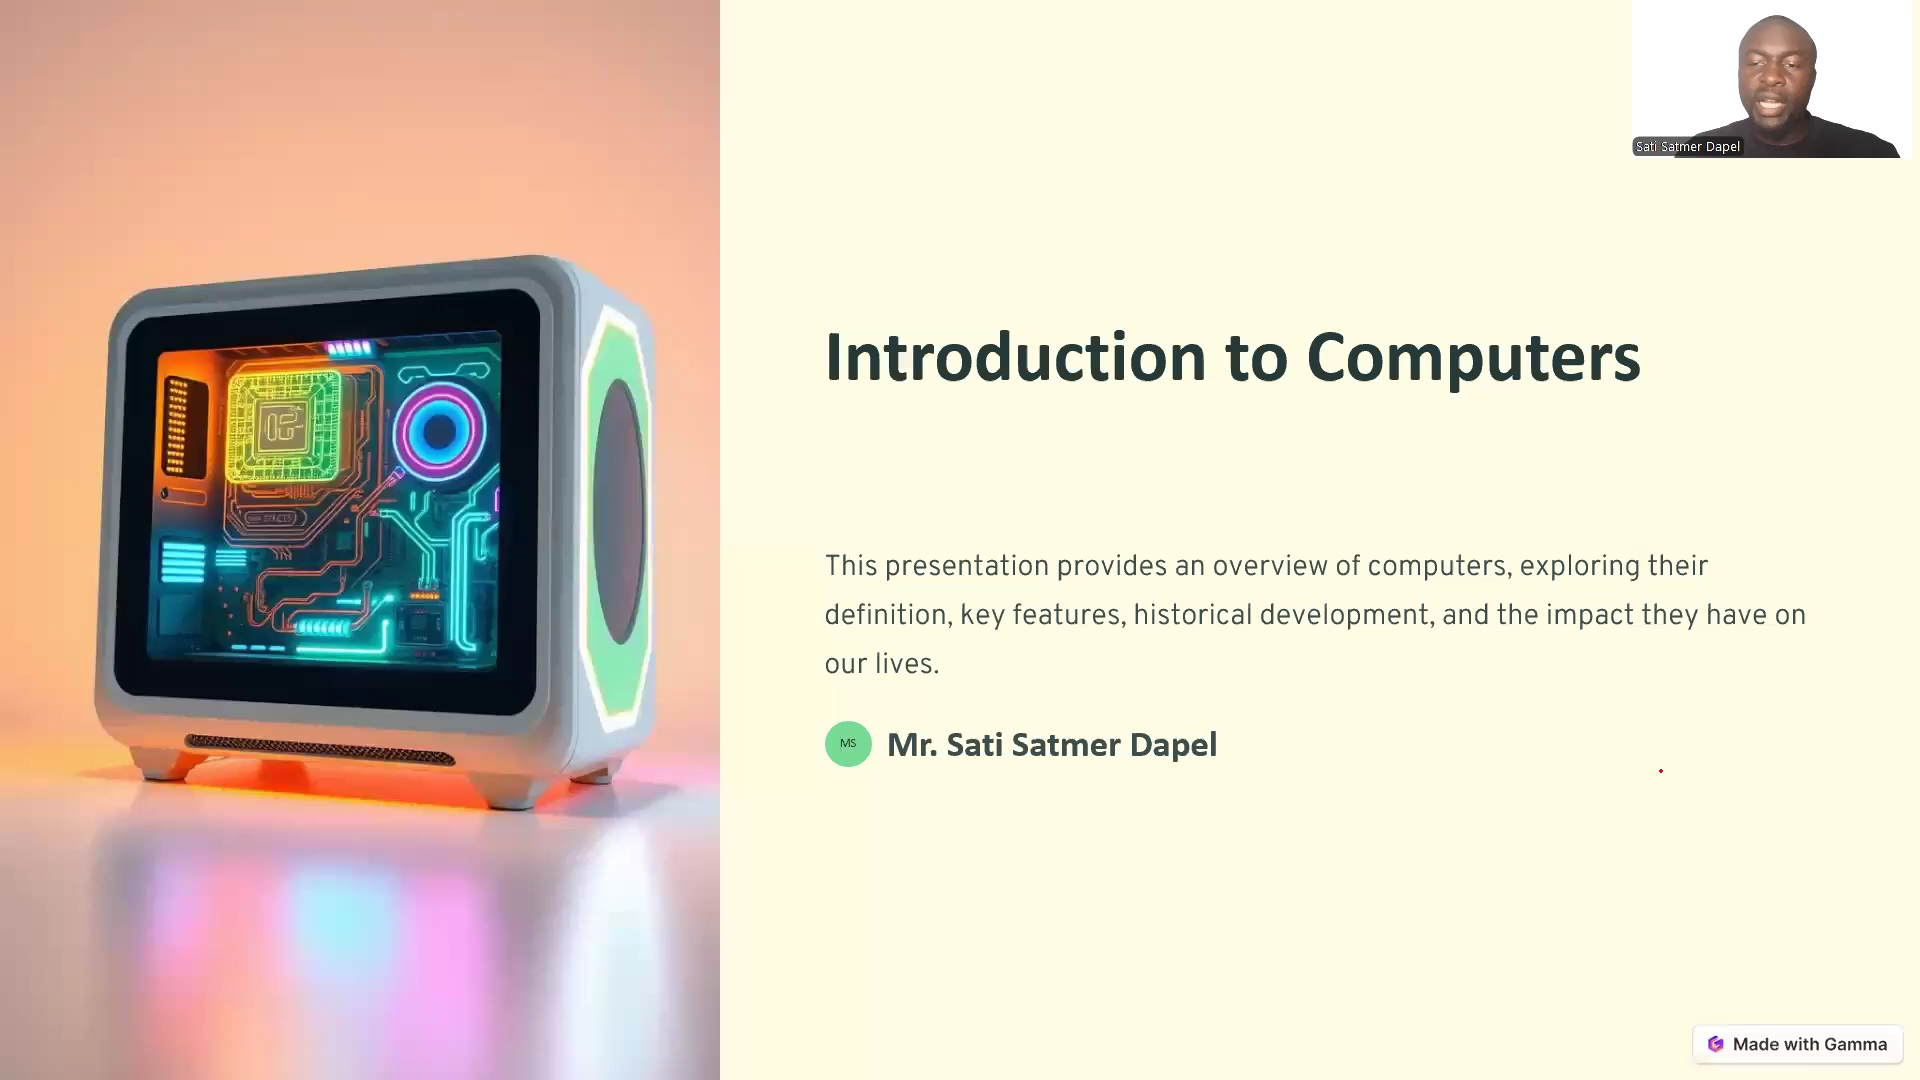 Sati Satmer Dapel
Introduction to Computers
This presentation provides an overview of computers, exploring their
definition, key features, historical development, and the impact they have on
our lives.
MS
Mr. Sati Satmer Dapel
Made with Gamma